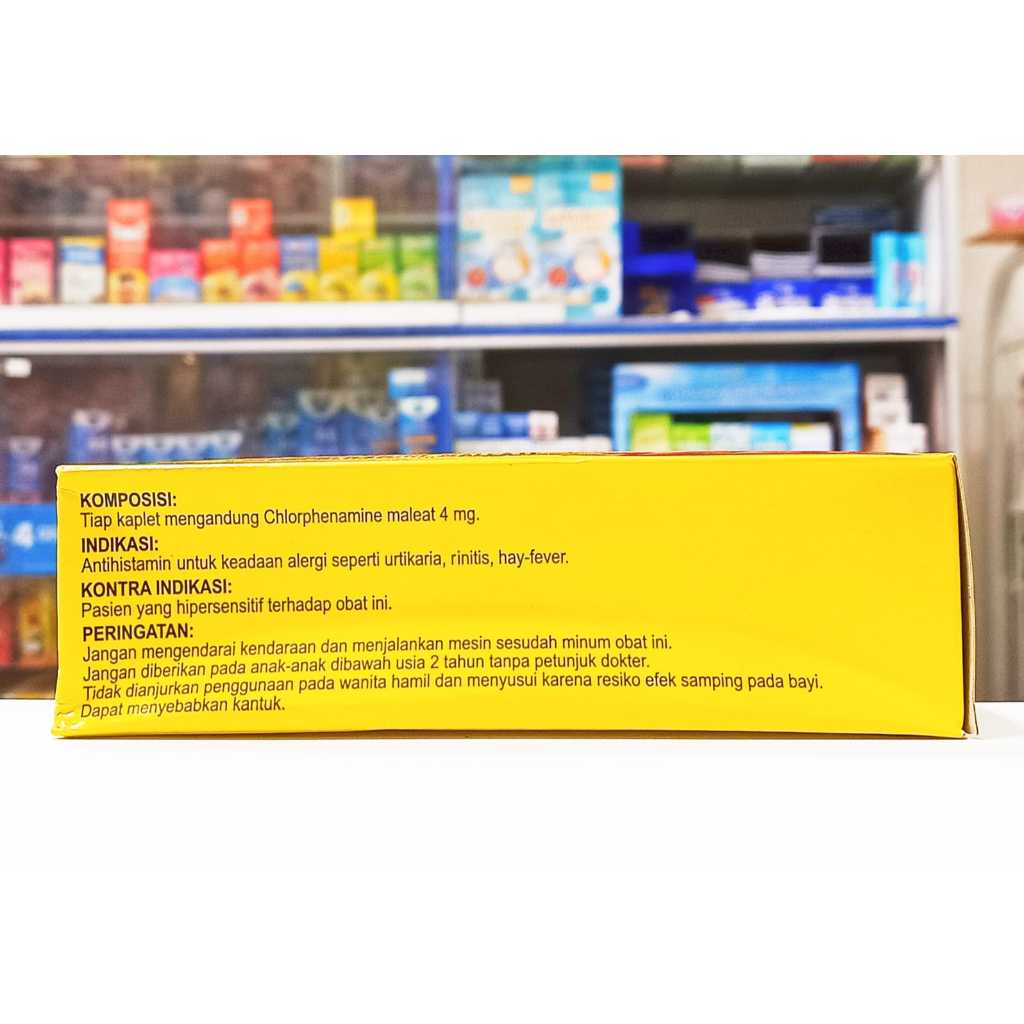 KOMPOSISI:
Tiap kaplet mengandung Chlorphenamine maleat 4 mg.
INDIKASI:
Antihistamin untuk keadaan alergi seperti urtikaria, rinitis, hay-fever.
KONTRA INDIKASI:
Pasien yang hipersensitif terhadap obat ini.
PERINGATAN:
Jangan mengendarai kendaraan dan menjalankan mesin sesudah minum obat ini.
Jangan diberikan pada anak-anak dibawah usia 2 tahun tanpa petunjuk dokter.
Tidak dianjurkan penggunaan pada wanita hamil dan menyusui karena resiko efek samping pada bayi.
Dapat menyebabkan kantuk.
4